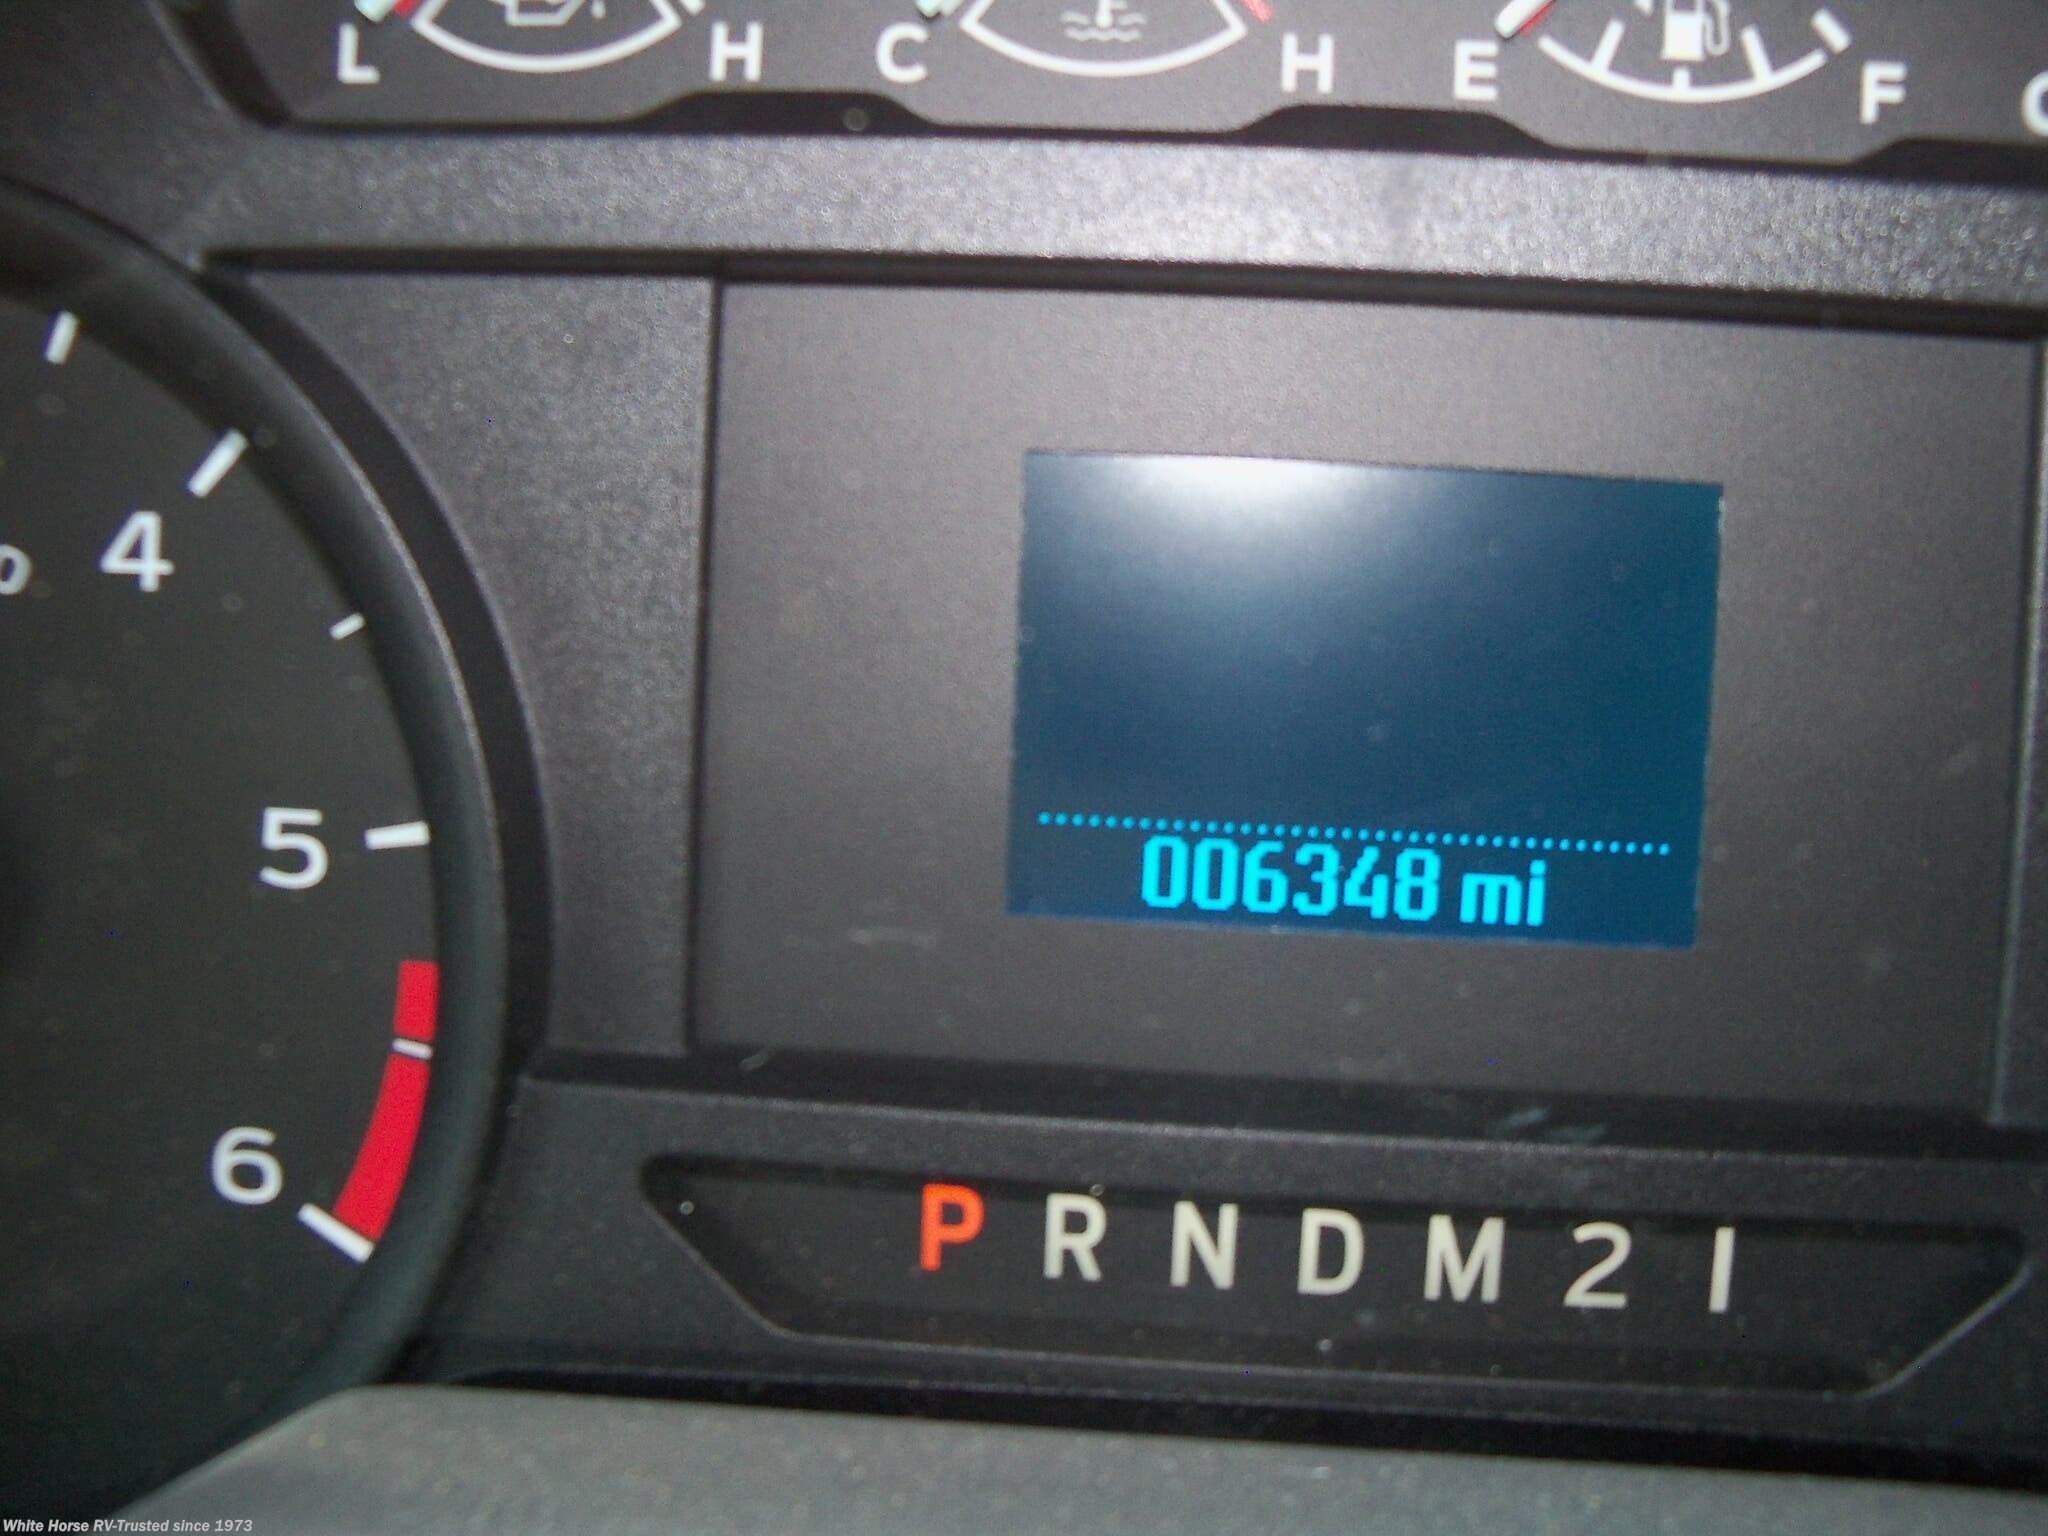 L H C H E F
4
5
006348 mi
6
P R N D M 2 1
White Horse RV-Trusted since 1973